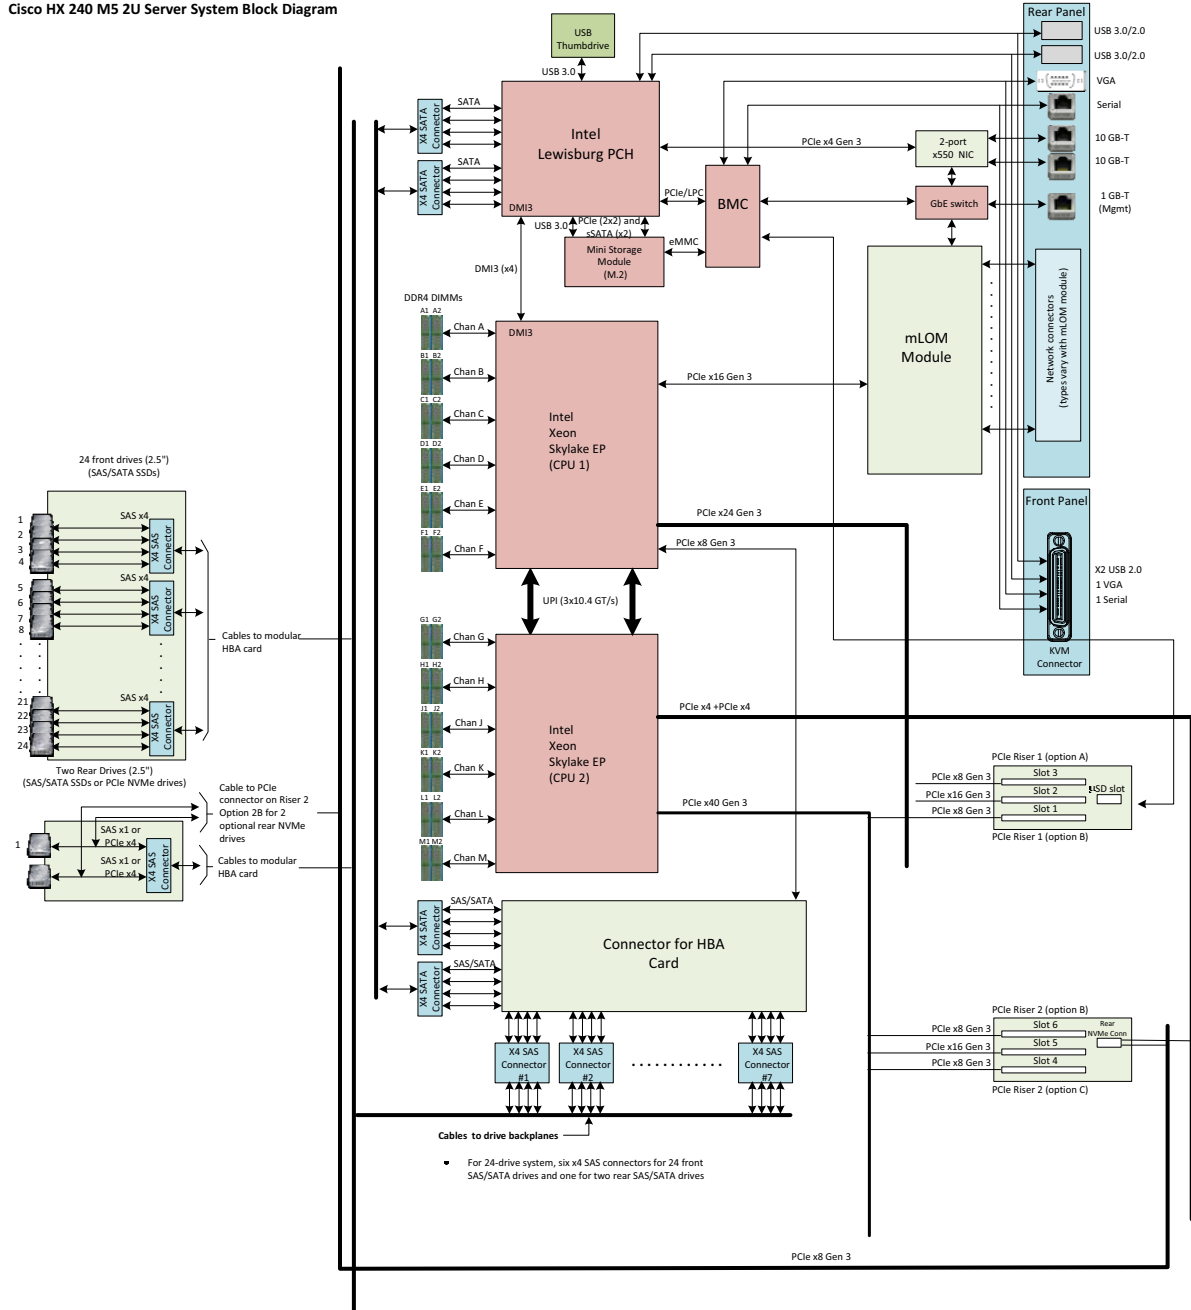 Cisco HX 240 M5 2U Server System Block Diagram
USB
Thumbdrive
USB 3.0
Rear Panel
USB 3.0/2.0
USB 3.0/2.0
VGA
Serial
10 GB-T
10 GB-T
1 GB-T
(Mgmt)
X4 SATA
Connector
SATA
X4 SATA
Connector
SATA
Intel
Lewisburg PCH
DMI3
PCIe x4 Gen 3
2-port
x550 NIC
PCIe/LPC
BMC
GbE switch
USB 3.0
PCIe (2x2) and
sSATA (x2)
Mini Storage
Module
(M.2)
eMMC
DMI3 (x4)
mLOM
Module
Network connectors
(types vary with mLOM module)
DDR4 DIMMs
A1 A2
Chan A
B1 B2
Chan B
C1 C2
Chan C
D1 D2
Chan D
E1 E2
Chan E
F1 F2
Chan F
DMI3
Intel
Xeon
Skylake EP
(CPU 1)
PCIe x16 Gen 3
PCIe x24 Gen 3
PCIe x8 Gen 3
UPI (3x10.4 GT/s)
Front Panel
X2 USB 2.0
1 VGA
1 Serial
KVM
Connector
24 front drives (2.5")
(SAS/SATA SSDs)
1
2
3
4
SAS x4
X4 SAS
Connector
5
6
7
8
SAS x4
X4 SAS
Connector
21
22
23
24
SAS x4
X4 SAS
Connector
Cables to modular
HBA card
Two Rear Drives (2.5")
(SAS/SATA SSDs or PCIe NVMe drives)
Cable to PCIe
connector on Riser 2
Option 2B for 2
optional rear NVMe
drives
1
SAS x1 or
PCIe x4
SAS x1 or
PCIe x4
X4 SAS
Connector
Cables to modular
HBA card
G1 G2
Chan G
H1 H2
Chan H
J1 J2
Chan J
K1 K2
Chan K
L1 L2
Chan L
M1 M2
Chan M
Intel
Xeon
Skylake EP
(CPU 2)
PCIe x4 +PCIe x4
PCIe x40 Gen 3
PCIe Riser 1 (option A)
PCIe x8 Gen 3
Slot 3
PCIe x16 Gen 3
Slot 2
PCIe x8 Gen 3
Slot 1
µSD slot
PCIe Riser 1 (option B)
X4 SATA
Connector
SAS/SATA
X4 SATA
Connector
SAS/SATA
Connector for HBA
Card
X4 SAS
Connector
#1
X4 SAS
Connector
#2
X4 SAS
Connector
#7
PCIe Riser 2 (option B)
PCIe x8 Gen 3
Slot 6
PCIe x16 Gen 3
Slot 5
PCIe x8 Gen 3
Slot 4
Rear
NVMe Conn
PCIe Riser 2 (option C)
Cables to drive backplanes
For 24-drive system, six x4 SAS connectors for 24 front
SAS/SATA drives and one for two rear SAS/SATA drives
PCIe x8 Gen 3